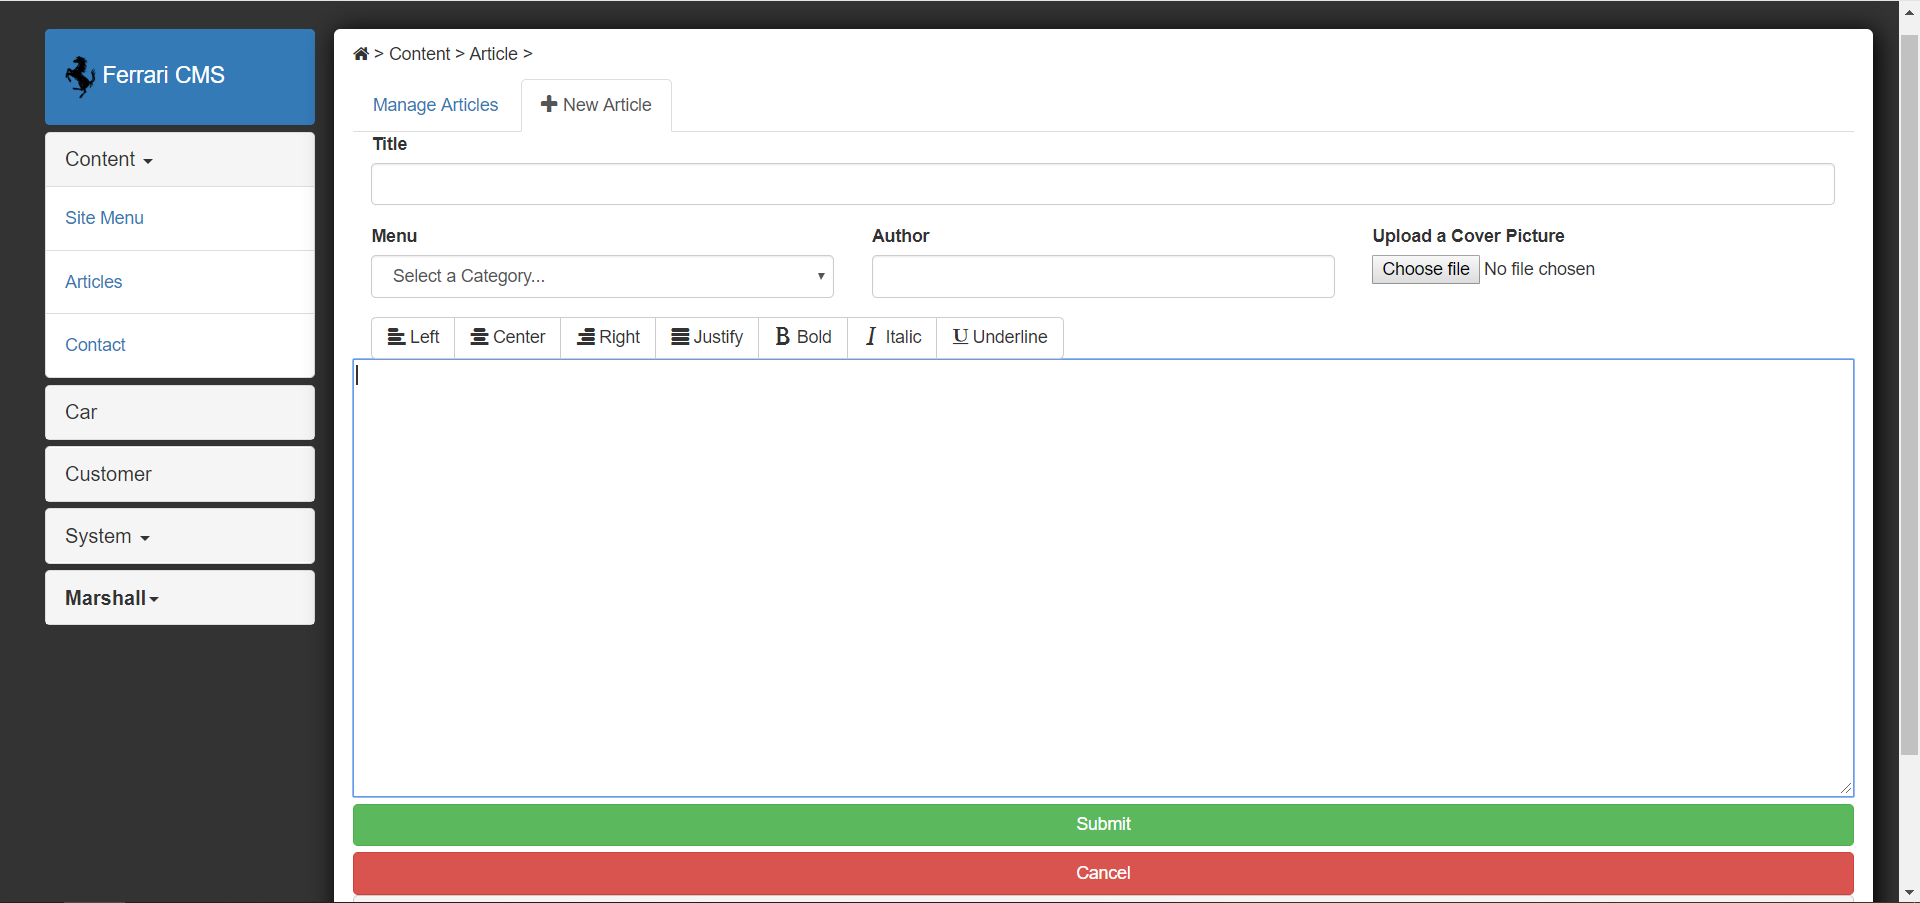 Ferrari CMS
Content
Site Menu
Articles
Contact
Car
Customer
System
Marshall
> Content > Article >
Manage Articles
New Article
Title
Menu
Author
Upload a Cover Picture
Select a Category...
Choose file No file chosen
Left
Center
Right
Justify
B Bold
I Italic
U Underline
Submit
Cancel